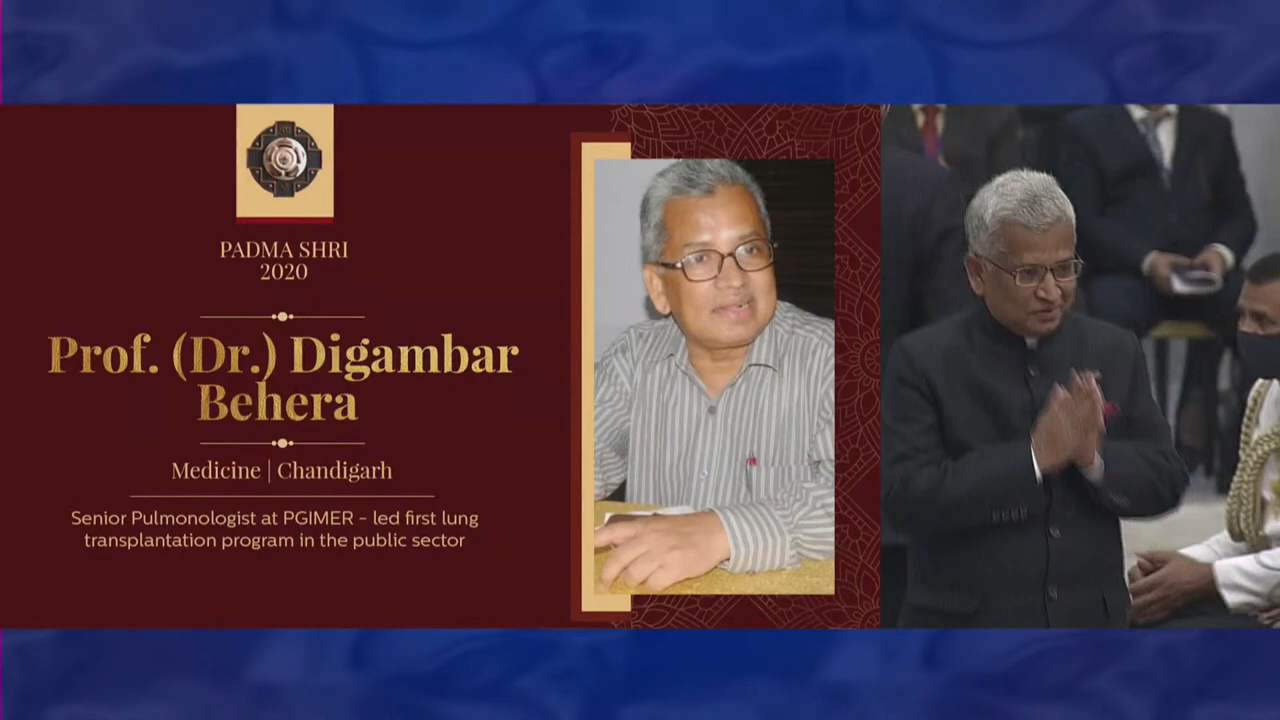 PADMA SHRI
2020
Prof. (Dr.) Digambar
Behera
Medicine | Chandigarh
Senior Pulmonologist at PGIMER – led first lung
transplantation program in the public sector